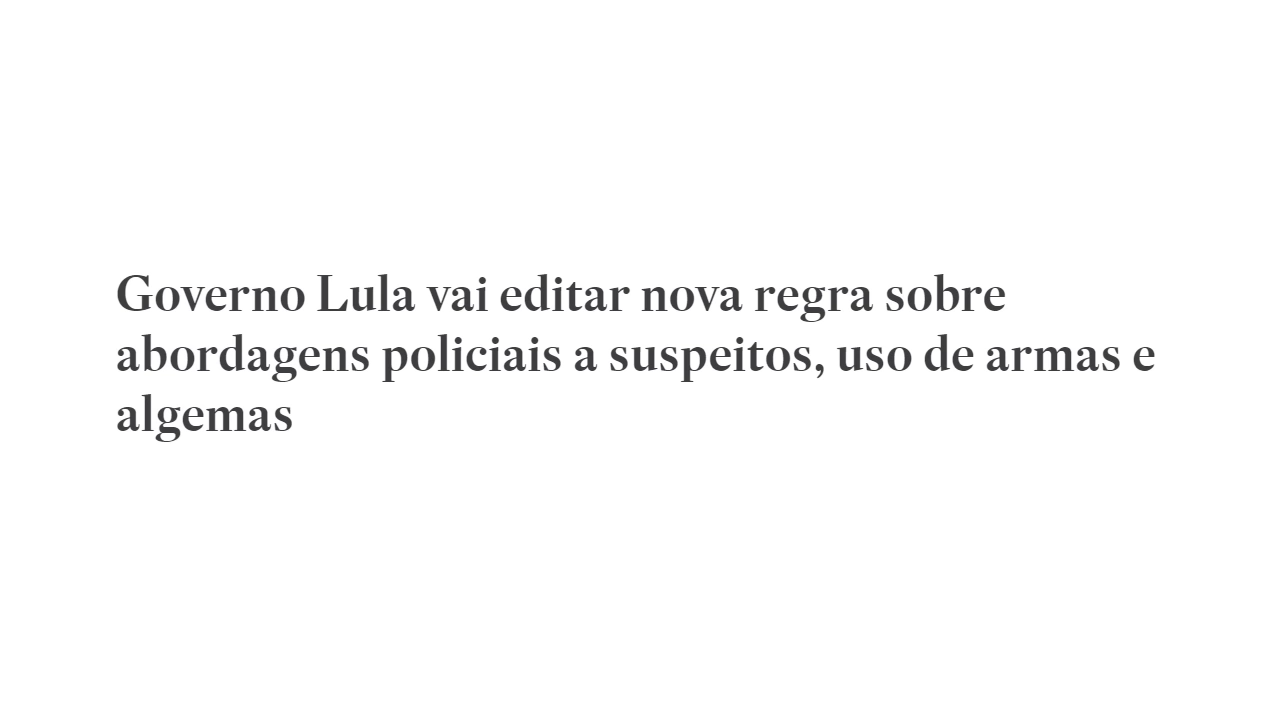 Governo Lula vai editar nova regra sobre
abordagens policiais a suspeitos, uso de armas e
algemas